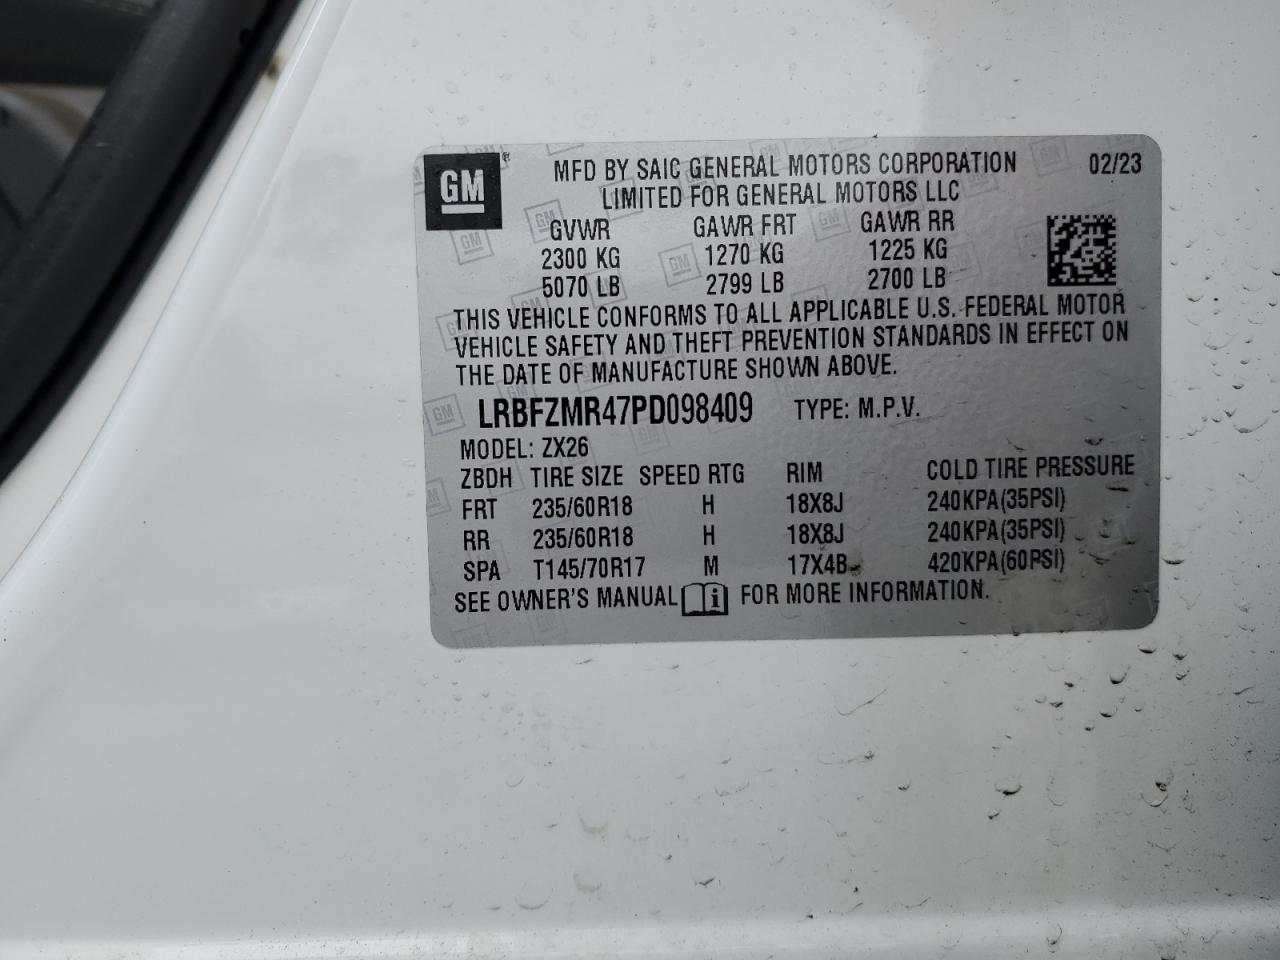 GM ® MFD BY SAIC GENERAL MOTORS CORPORATION 02/23
LIMITED FOR GENERAL MOTORS LLC
GVWR GAWR FRT GAWR RR
2300 KG 1270 KG 1225 KG
5070 LB 2799 LB 2700 LB
THIS VEHICLE CONFORMS TO ALL APPLICABLE U.S. FEDERAL MOTOR
VEHICLE SAFETY AND THEFT PREVENTION STANDARDS IN EFFECT ON
THE DATE OF MANUFACTURE SHOWN ABOVE.
LRBFZMR47PD098409 TYPE: M.P.V.
MODEL: ZX26
ZBDH TIRE SIZE SPEED RTG RIM COLD TIRE PRESSURE
FRT 235/60R18 H 18X8J 240KPA(35PSI)
RR 235/60R18 H 18X8J 240KPA(35PSI)
SPA T145/70R17 M 17X4B 420KPA(60PSI)
SEE OWNER'S MANUAL i FOR MORE INFORMATION.